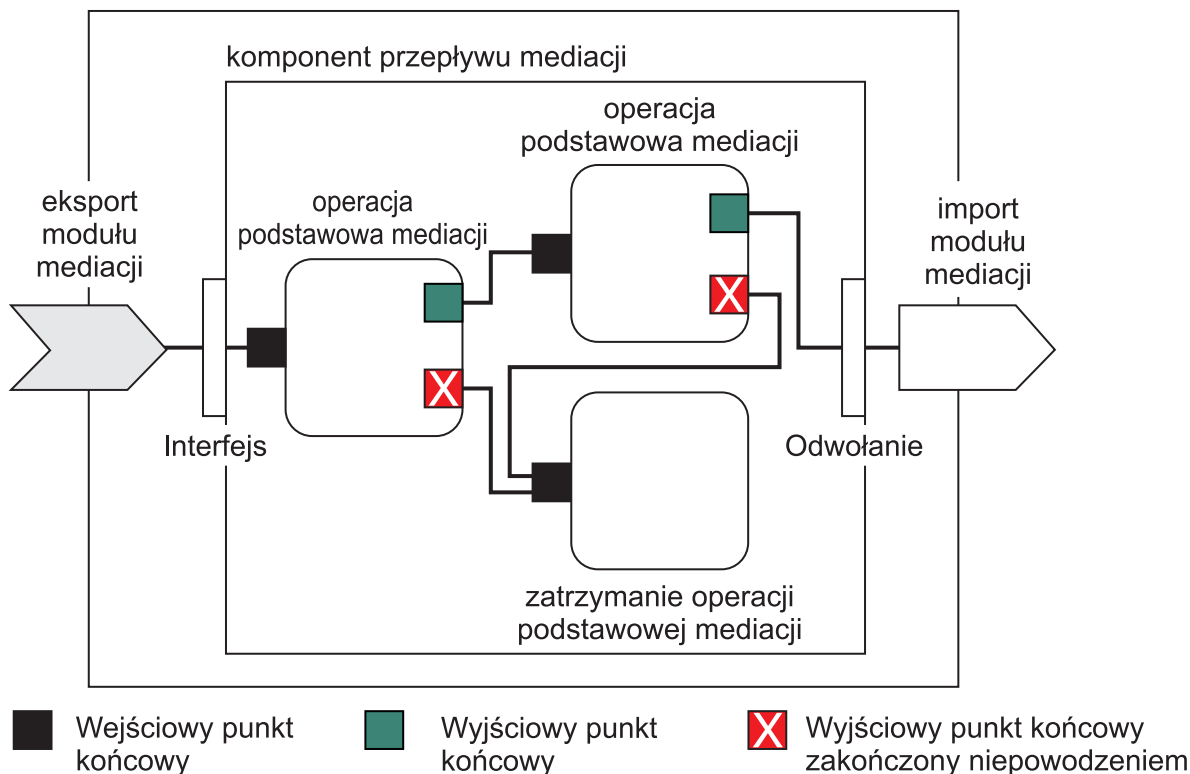 komponent przepływu mediacji
operacja
podstawowa mediacji
eksport
modułu
mediacji
operacja
podstawowa mediacji
import
modułu
mediacji
X
X
Interfejs
Odwołanie
zatrzymanie operacji
podstawowej mediacji
Wejściowy punkt
końcowy
Wyjściowy punkt
końcowy
X
Wyjściowy punkt końcowy
zakończony niepowodzeniem